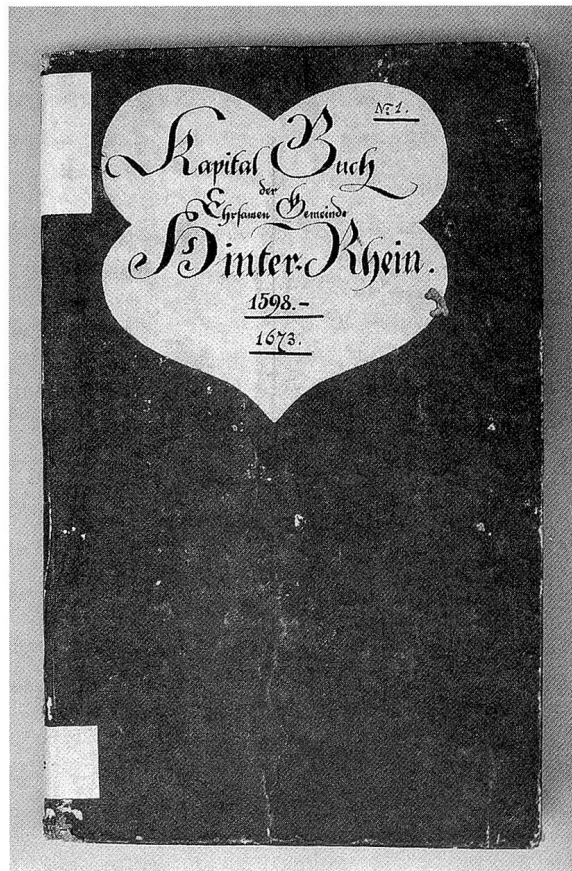 Nº 1.
Kapital Buch
der
Ehrsamen Gemeinde
Hinter-Rhein.
1598.-
1673.